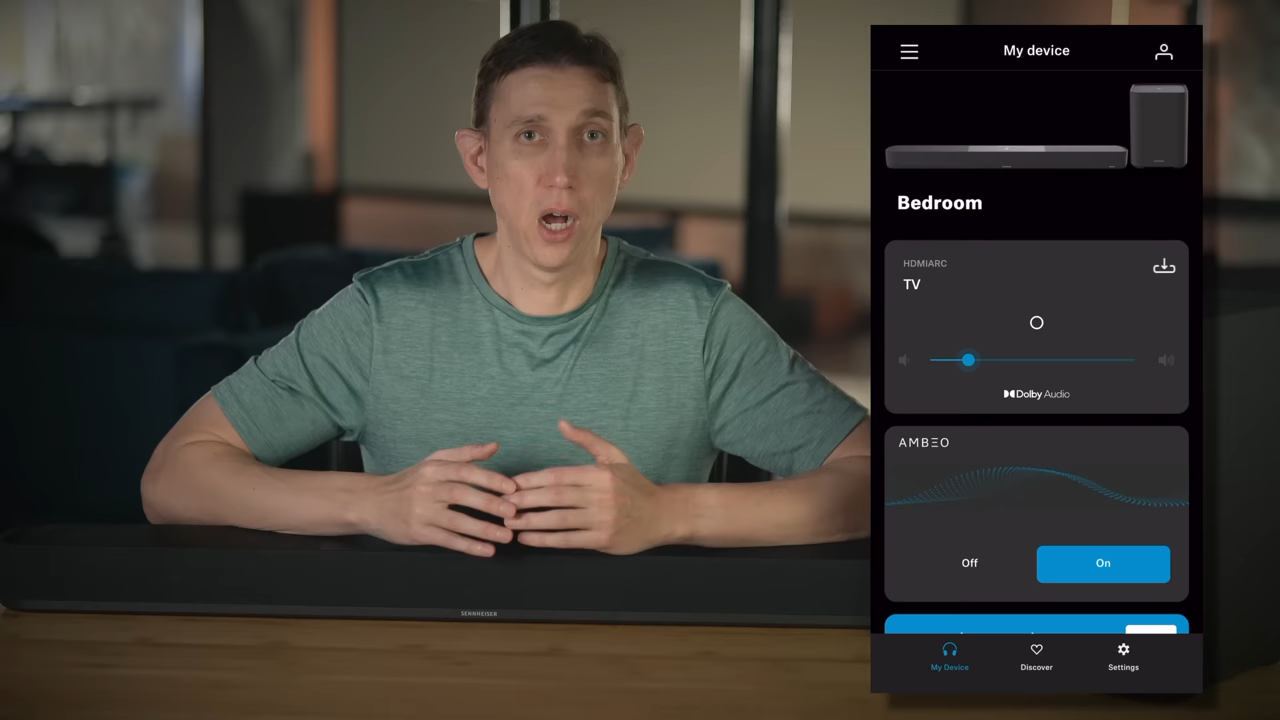 My device
Bedroom
HDMIARC
TV
Dolby Audio
AMBEO
Off
On
My Device
Discover
Settings
SENNHEISER